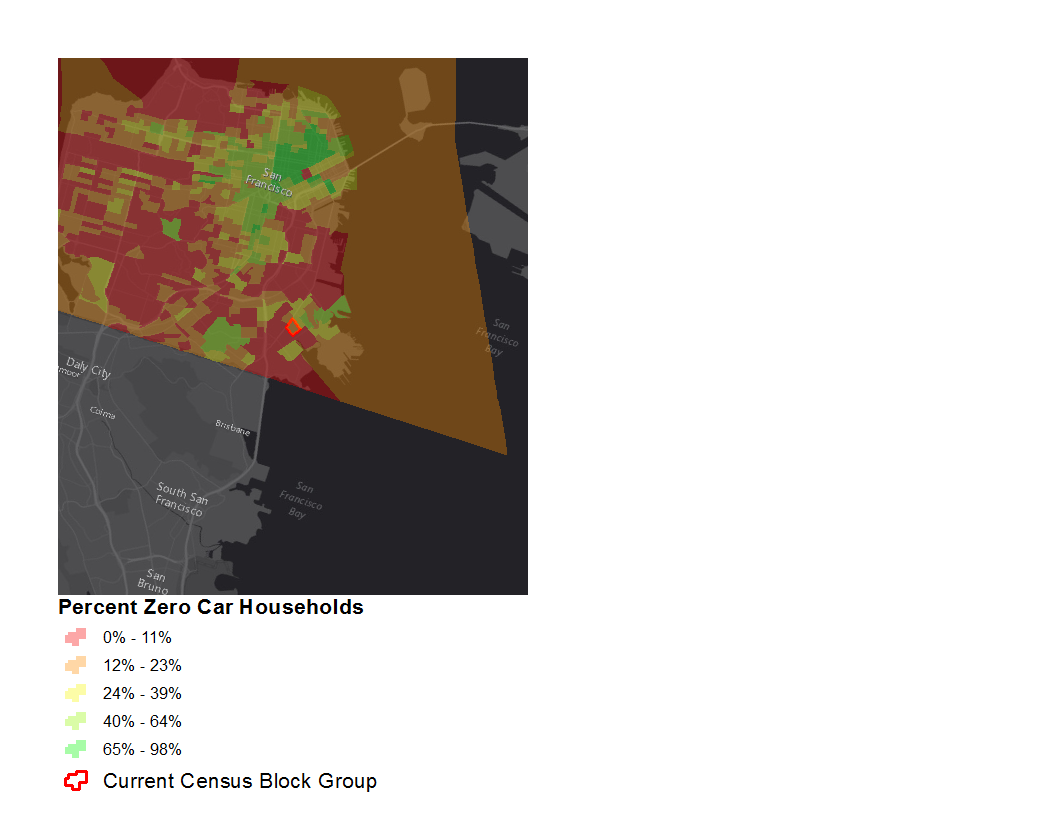 San
Francisco
San
Francisco
Bay
Daly City
Colma
Brisbane
South San
Francisco
San
Francisco
Bay
San
Bruno
Percent Zero Car Households
0% - 11%
12% - 23%
24% - 39%
40% - 64%
65% - 98%
Current Census Block Group